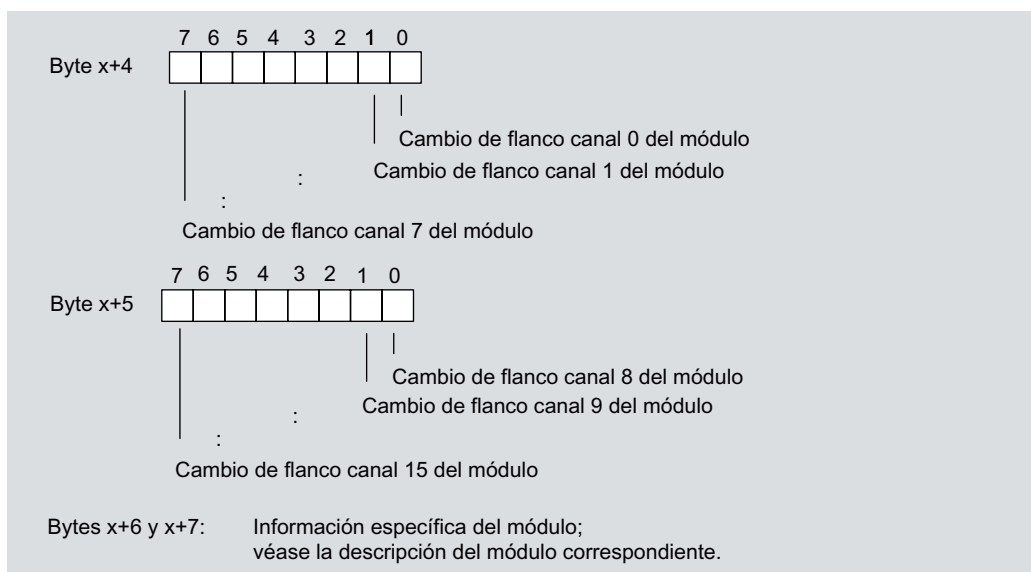 7 6 5 4 3 2 1 0
Byte x+4
Cambio de flanco canal 0 del módulo
Cambio de flanco canal 1 del módulo
:
:
Cambio de flanco canal 7 del módulo
7 6 5 4 3 2 1 0
Byte x+5
Cambio de flanco canal 8 del módulo
Cambio de flanco canal 9 del módulo
:
:
Cambio de flanco canal 15 del módulo
Bytes x+6 y x+7: Información específica del módulo;
véase la descripción del módulo correspondiente.